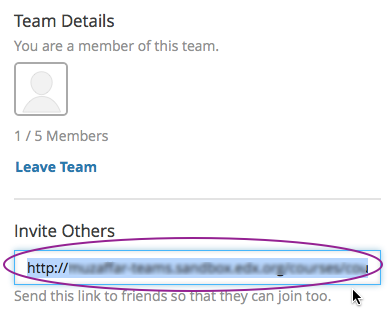 Team Details
You are a member of this team.
1 / 5 Members
Leave Team
Invite Others
http://
Send this link to friends so that they can join too.